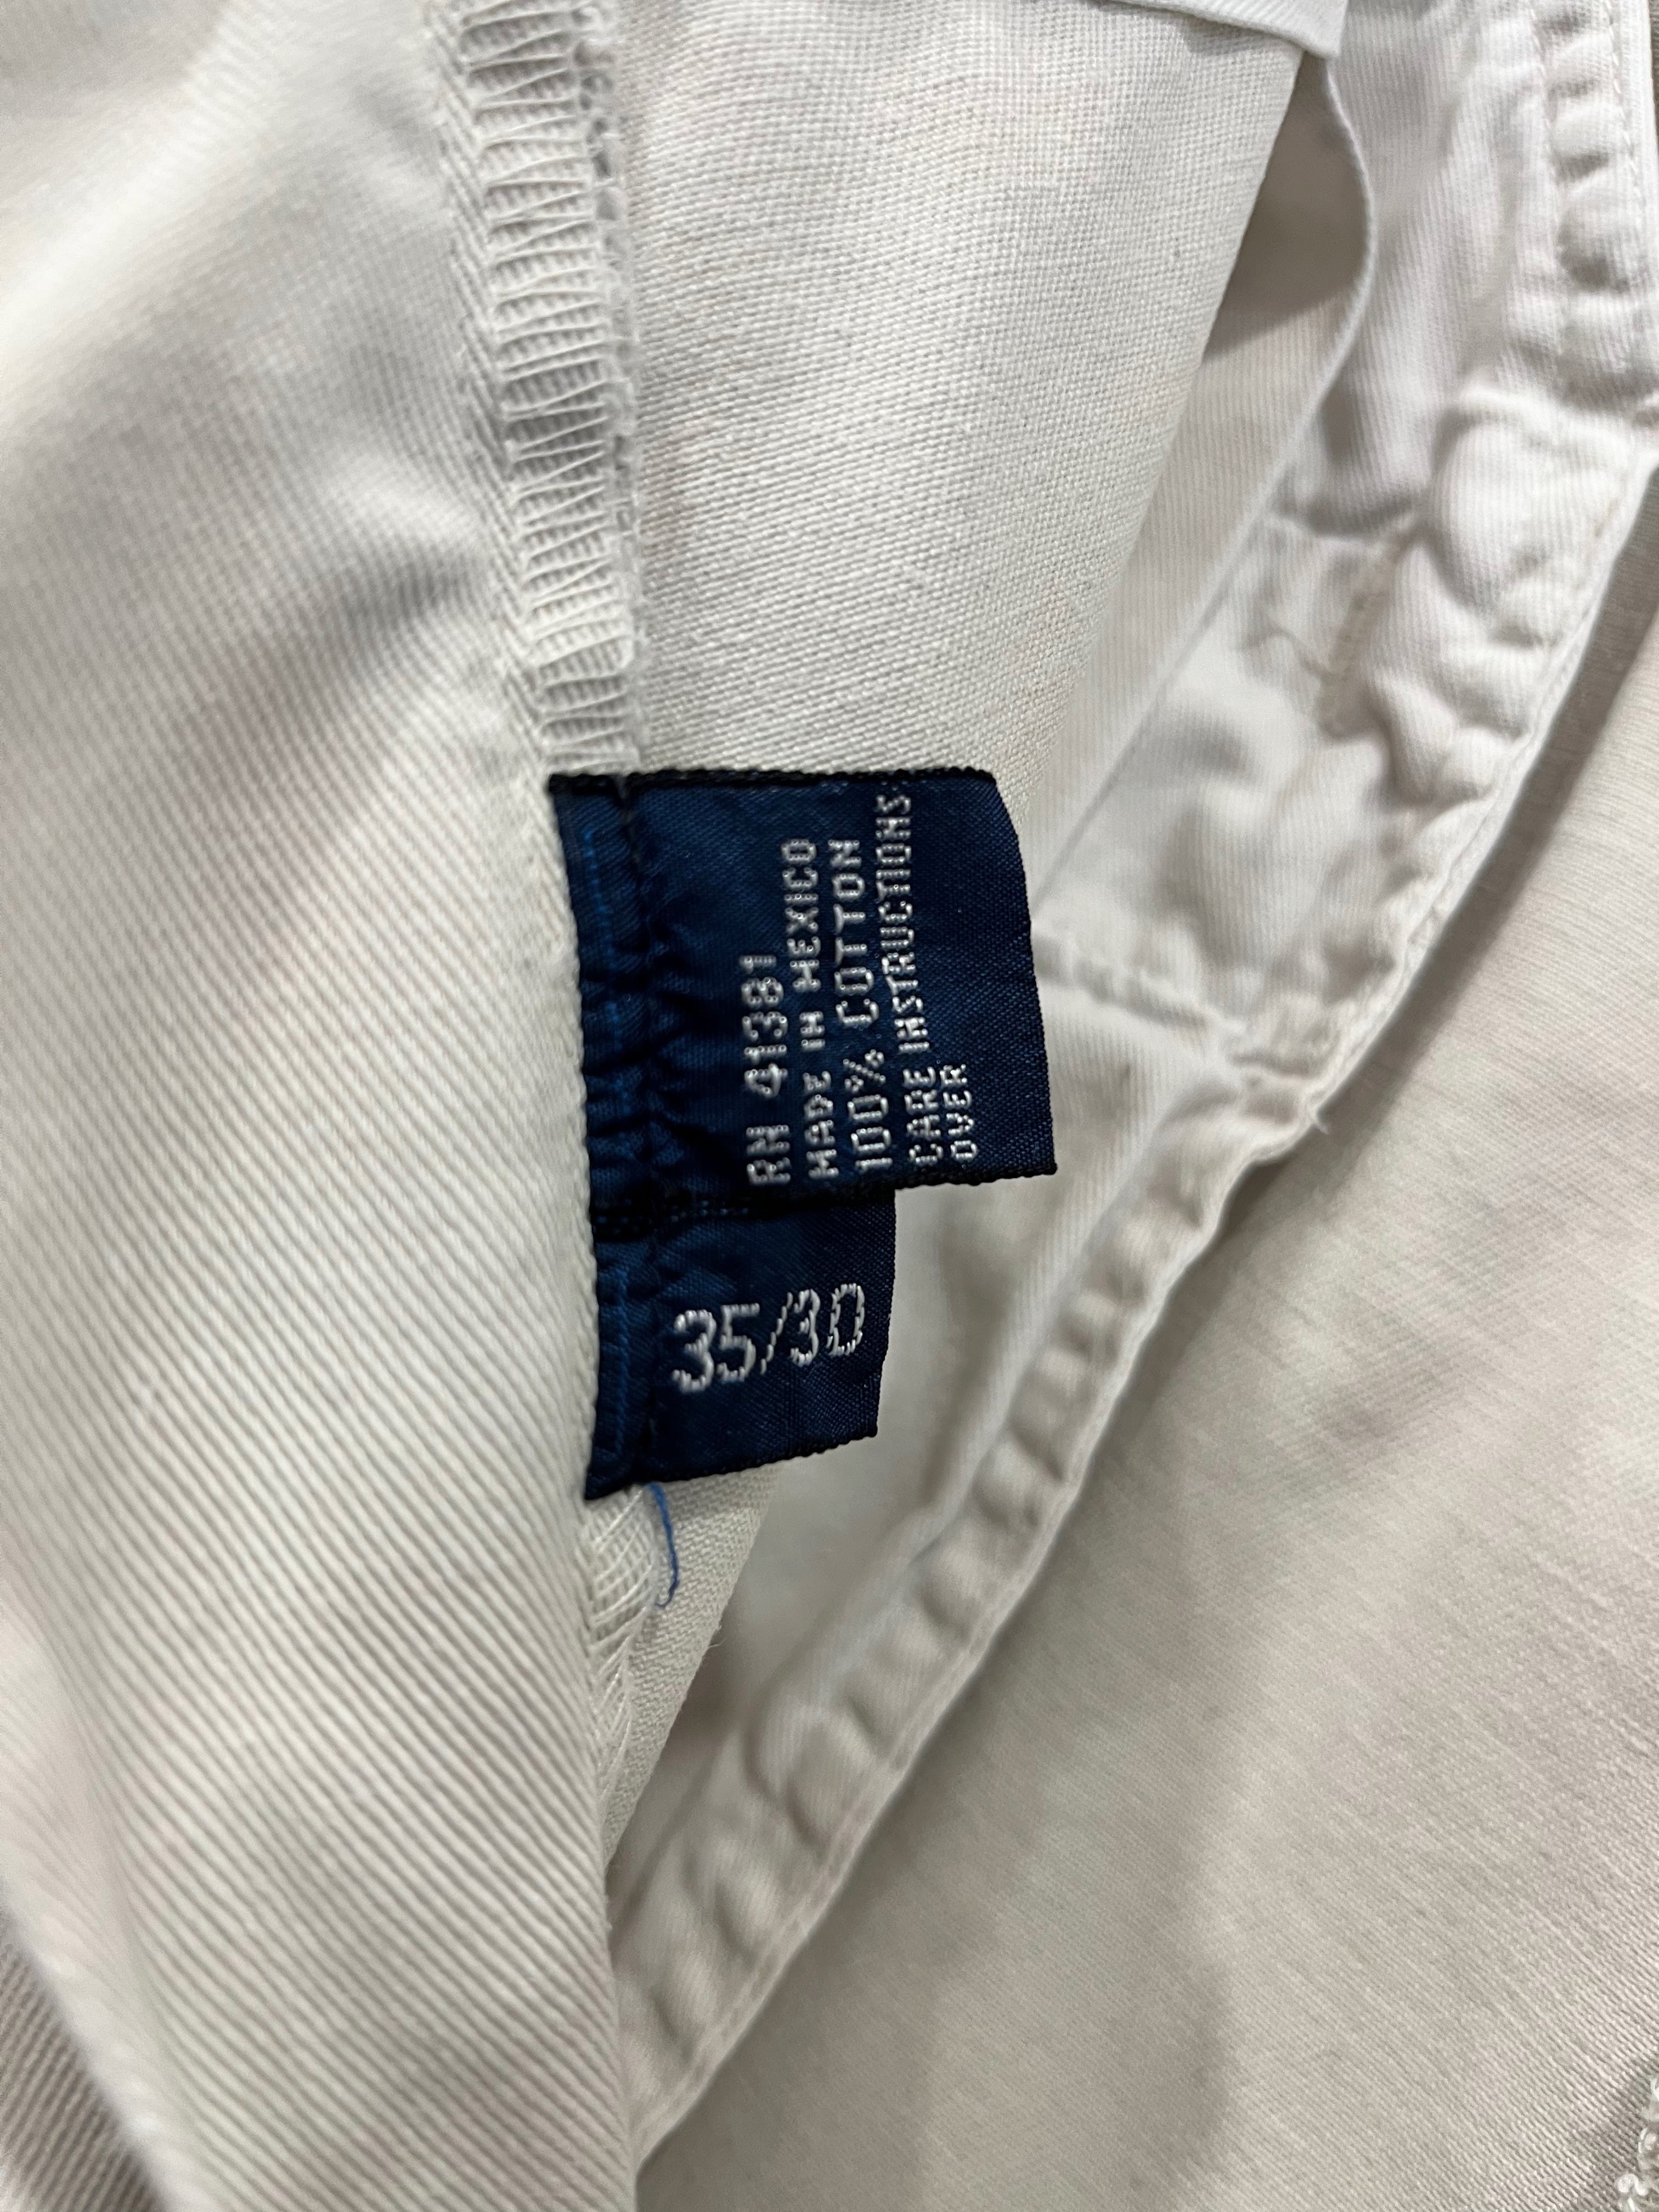 RN 41381
MADE IN MEXICO
100% COTTON
CARE INSTRUCTIONS
OVER
35/30